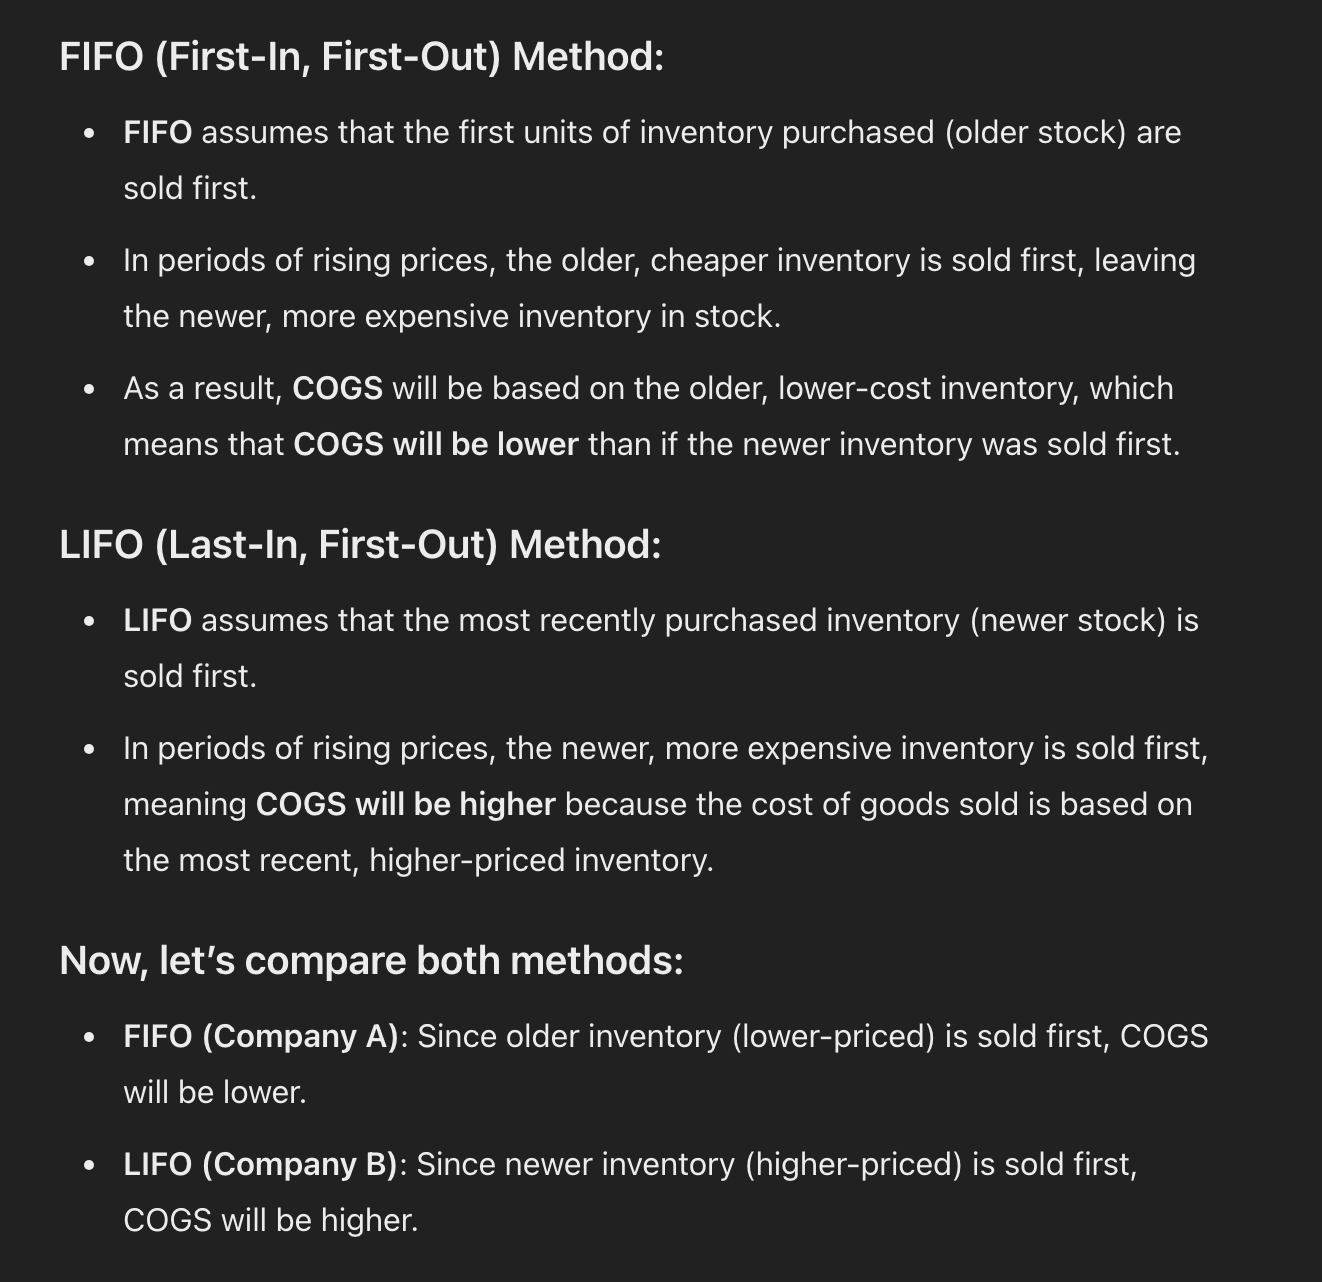 FIFO (First-In, First-Out) Method:
• FIFO assumes that the first units of inventory purchased (older stock) are
sold first.
• In periods of rising prices, the older, cheaper inventory is sold first, leaving
the newer, more expensive inventory in stock.
• As a result, COGS will be based on the older, lower-cost inventory, which
means that COGS will be lower than if the newer inventory was sold first.
LIFO (Last-In, First-Out) Method:
• LIFO assumes that the most recently purchased inventory (newer stock) is
sold first.
• In periods of rising prices, the newer, more expensive inventory is sold first,
meaning COGS will be higher because the cost of goods sold is based on
the most recent, higher-priced inventory.
Now, let’s compare both methods:
• FIFO (Company A): Since older inventory (lower-priced) is sold first, COGS
will be lower.
• LIFO (Company B): Since newer inventory (higher-priced) is sold first,
COGS will be higher.